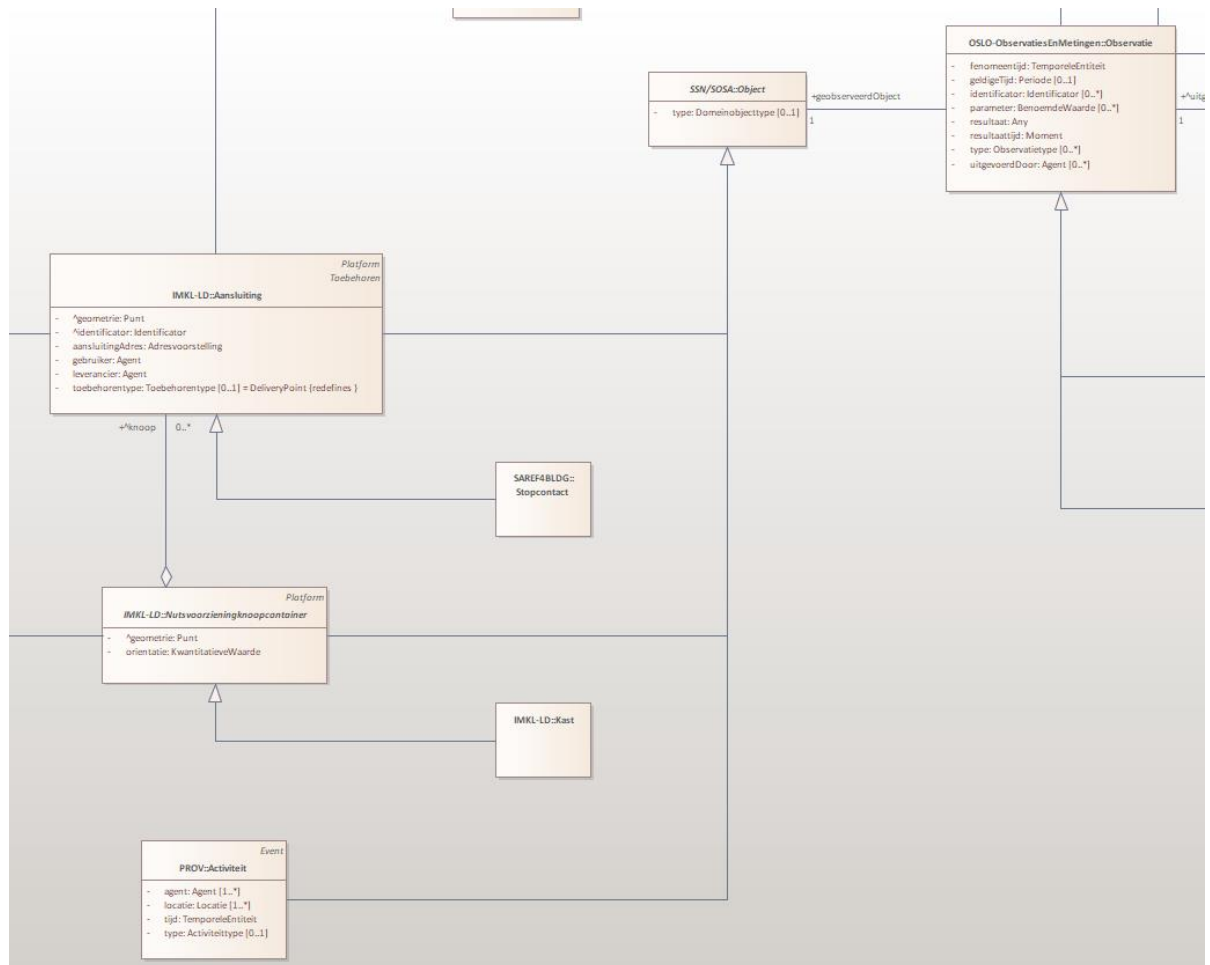 OSLO-ObservatiesEnMetingen::Observatie
- fenomeentijd: TemporeleEntiteit
- geldigeTijd: Periode [0..1]
- identificator: Identificator [0..*]
- parameter: BenoemdeWaarde [0..*]
- resultaat: Any
- resultaattijd: Moment
- type: Observatietype [0..*]
- uitgevoerdDoor: Agent [0..*]
SSN/SOSA::Object
- type: Domeinobjecttype [0..1]
+geobserveerdObject
1
+^uitg
1
Platform
Toebehoren
IMKL-LD::Aansluiting
- ^geometrie: Punt
- ^identificator: Identificator
- aansluitingAdres: Adresvoorstelling
- gebruiker: Agent
- leverancier: Agent
- toebehorentype: Toebehorentype [0..1] = DeliveryPoint {redefines }
+^knoop 0..*
SAREF4BLDG::
Stopcontact
Platform
IMKL-LD::Nutsvoorzieningknoopcontainer
- ^geometrie: Punt
- orientatie: KwantitatieveWaarde
IMKL-LD::Kast
Event
PROV::Activiteit
- agent: Agent [1..*]
- locatie: Locatie [1..*]
- tijd: TemporeleEntiteit
- type: Activiteittype [0..1]